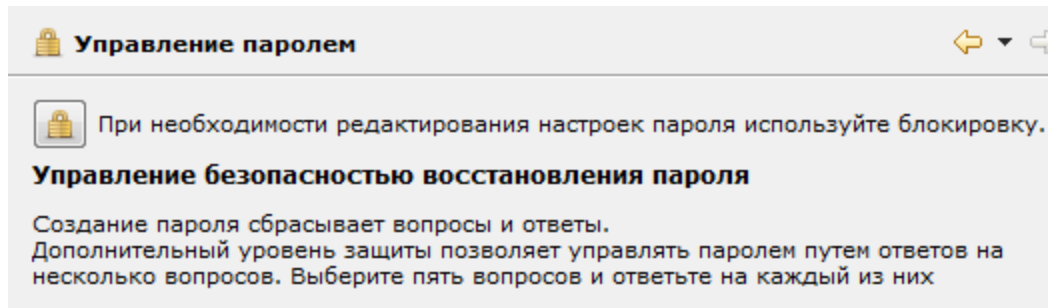 Управление паролем
При необходимости редактирования настроек пароля используйте блокировку.
Управление безопасностью восстановления пароля
Создание пароля сбрасывает вопросы и ответы.
Дополнительный уровень защиты позволяет управлять паролем путем ответов на
несколько вопросов. Выберите пять вопросов и ответьте на каждый из них